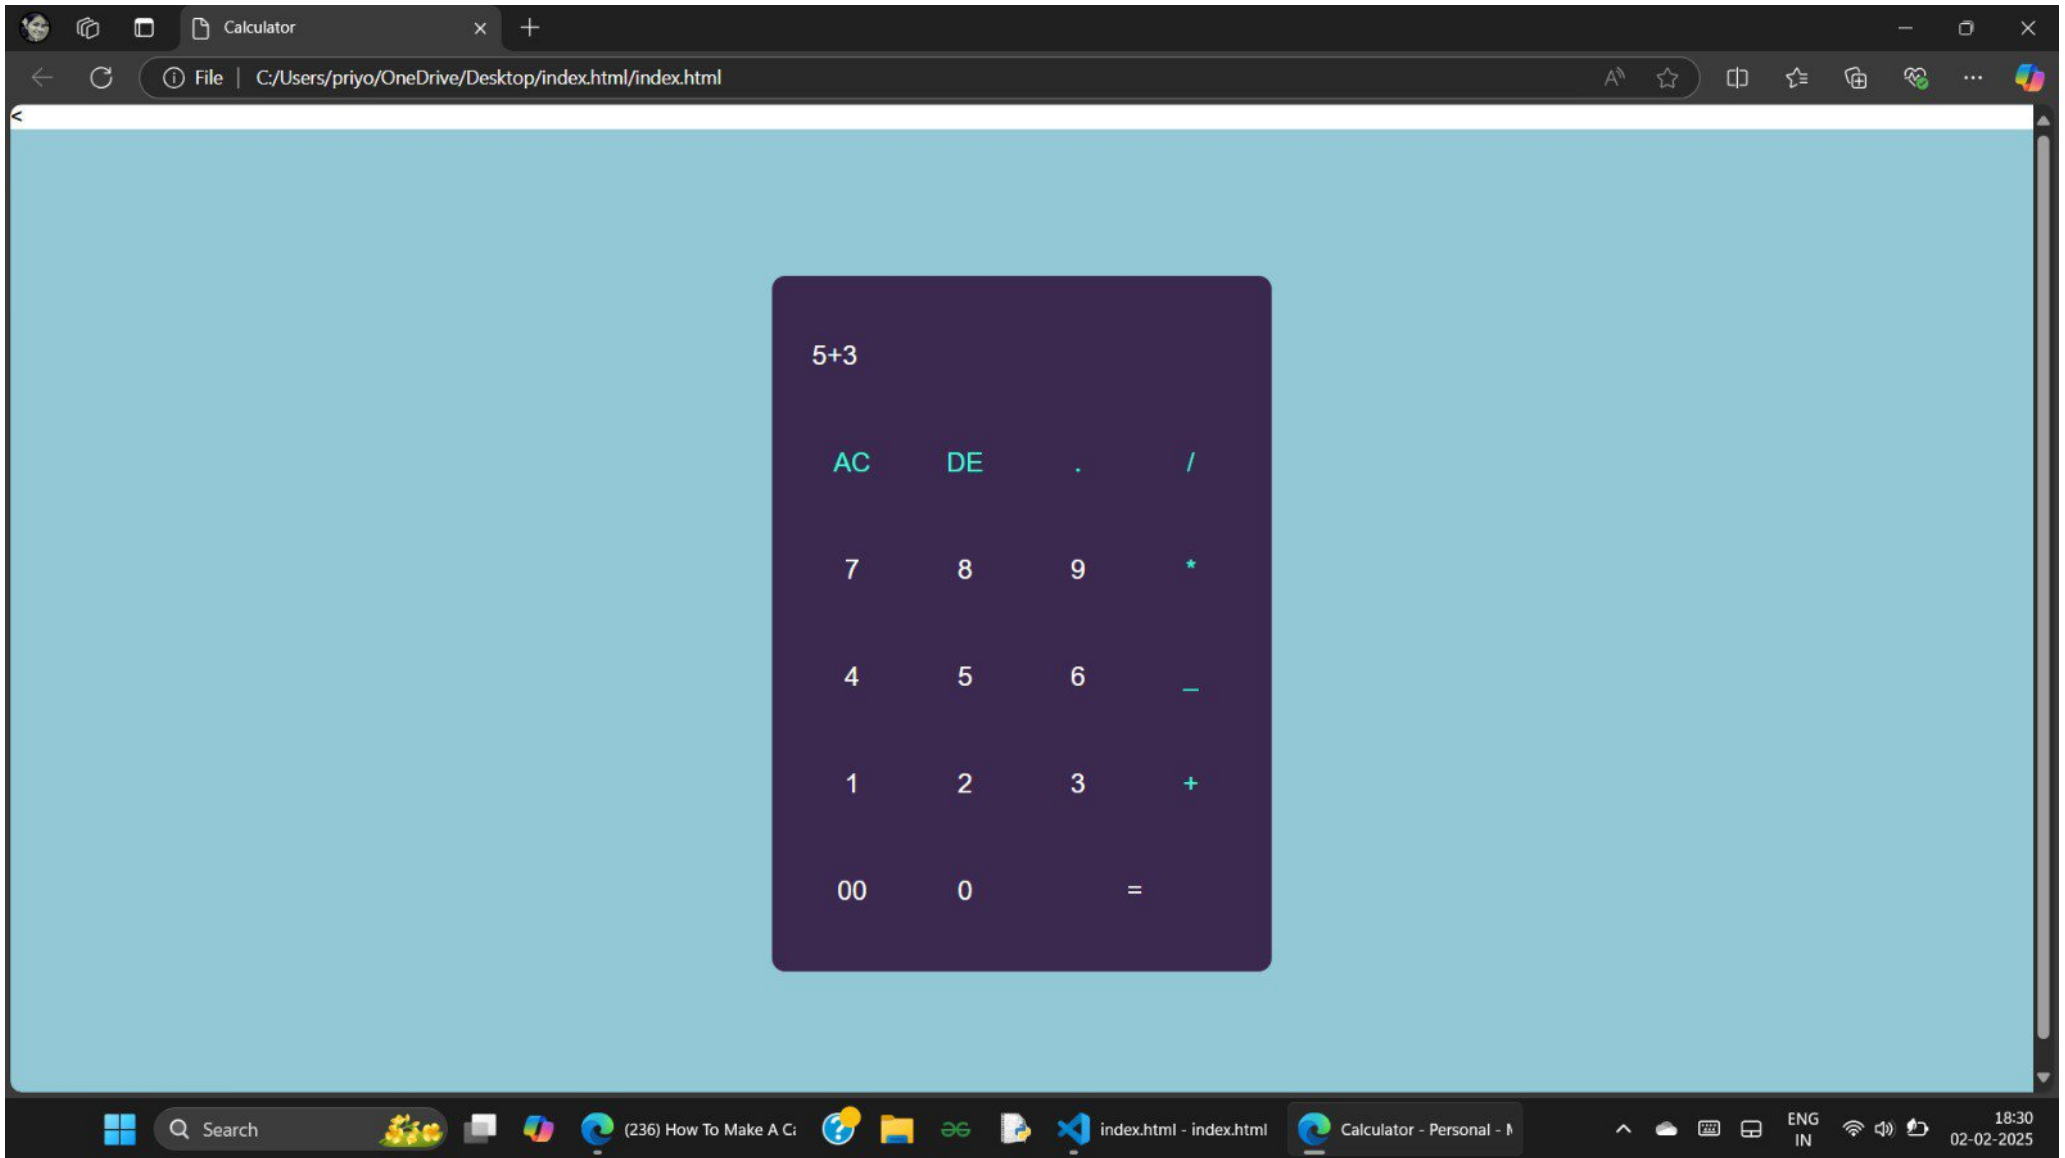 Calculator
File | C:/Users/priyo/OneDrive/Desktop/index.html/index.html
<
5+3
AC DE . /
7 8 9 *
4 5 6 _
1 2 3 +
00 0 =
Search
(236) How To Make A Ca
index.html - index.html
Calculator - Personal - M
ENG
IN
18:30
02-02-2025